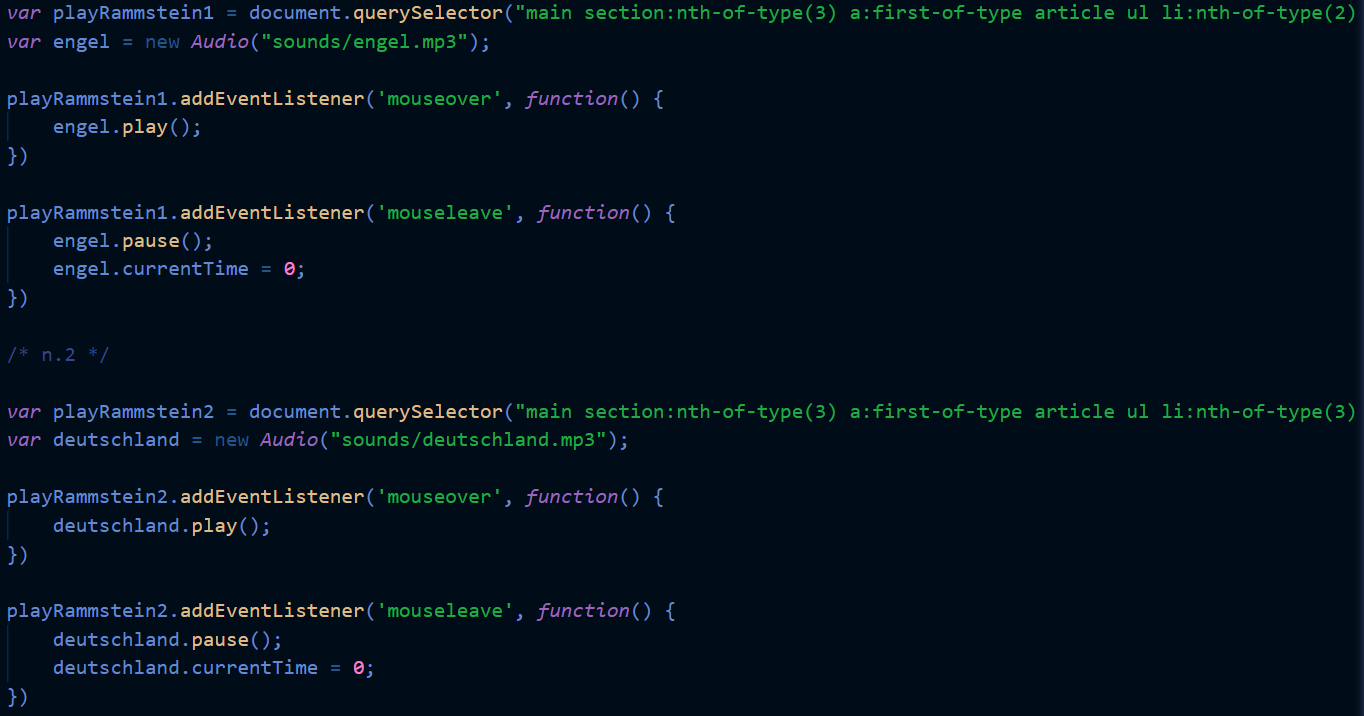 var playRammstein1 = document.querySelector("main section:nth-of-type(3) a:first-of-type article ul li:nth-of-type(2)
var engel = new Audio("sounds/engel.mp3");
playRammstein1.addEventListener('mouseover', function() {
engel.play();
})
playRammstein1.addEventListener('mouseleave', function() {
engel.pause();
engel.currentTime = 0;
})
/* n.2 */
var playRammstein2 = document.querySelector("main section:nth-of-type(3) a:first-of-type article ul li:nth-of-type(3)
var deutschland = new Audio("sounds/deutschland.mp3");
playRammstein2.addEventListener('mouseover', function() {
deutschland.play();
})
playRammstein2.addEventListener('mouseleave', function() {
deutschland.pause();
deutschland.currentTime = 0;
})